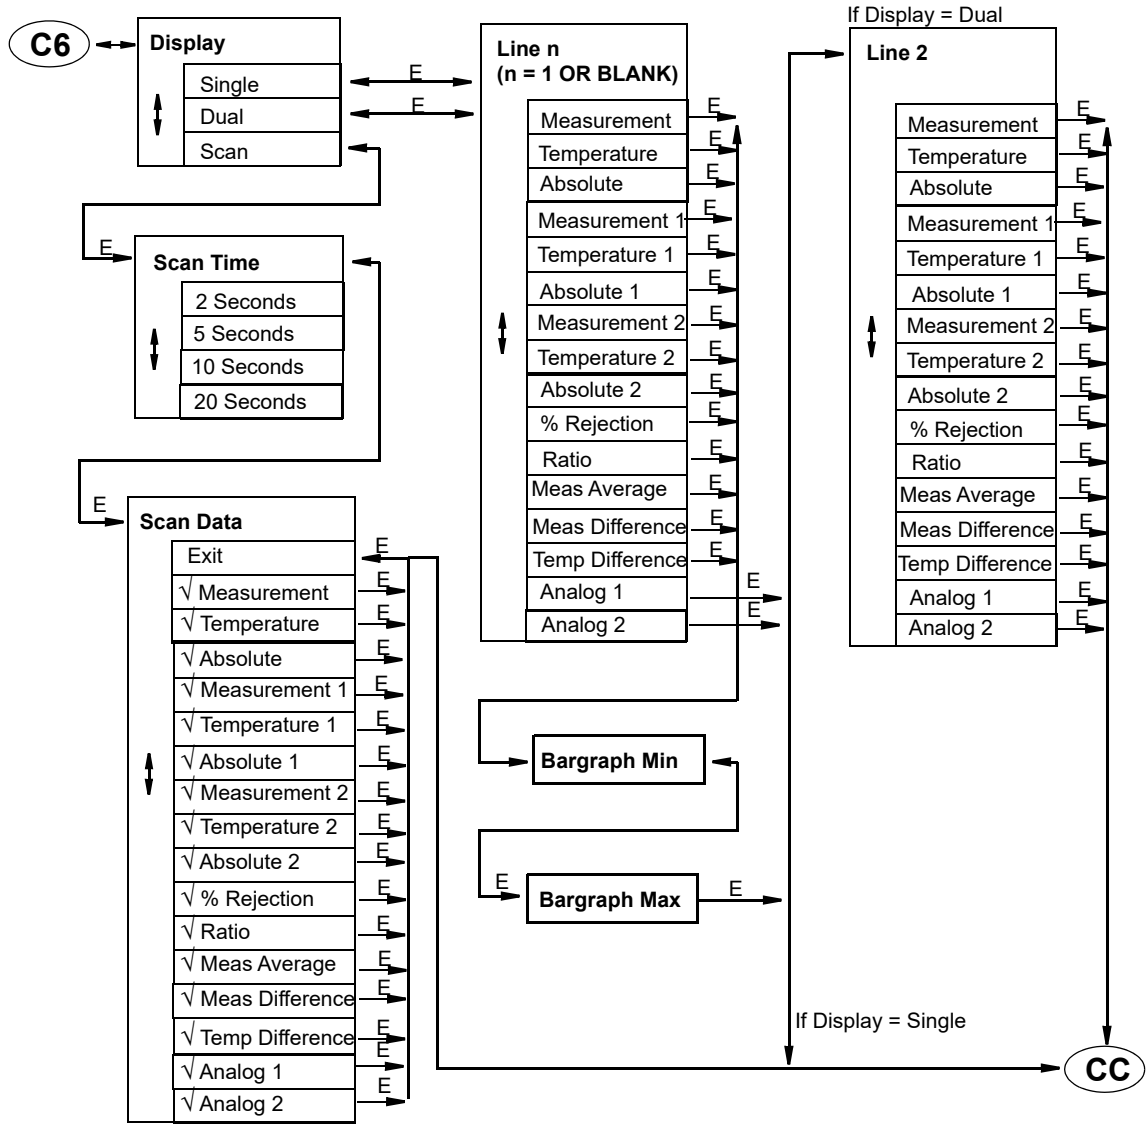 C6
Display
Single
E
Dual
E
Scan
E
Scan Time
2 Seconds
5 Seconds
10 Seconds
20 Seconds
E
Scan Data
Exit
E
√ Measurement
E
√ Temperature
E
√ Absolute
E
√ Measurement 1
E
√ Temperature 1
E
√ Absolute 1
E
√ Measurement 2
E
√ Temperature 2
E
√ Absolute 2
E
√ % Rejection
E
√ Ratio
E
√ Meas Average
E
√ Meas Difference
E
√ Temp Difference
E
√ Analog 1
E
√ Analog 2
E
Line n
(n = 1 OR BLANK)
Measurement
E
Temperature
E
Absolute
E
Measurement 1
E
Temperature 1
E
Absolute 1
E
Measurement 2
E
Temperature 2
E
Absolute 2
E
% Rejection
E
Ratio
E
Meas Average
E
Meas Difference
E
Temp Difference
E
Analog 1
E
Analog 2
E
Bargraph Min
E
Bargraph Max
E
If Display = Dual
Line 2
Measurement
E
Temperature
E
Absolute
E
Measurement 1
E
Temperature 1
E
Absolute 1
E
Measurement 2
E
Temperature 2
E
Absolute 2
E
% Rejection
E
Ratio
E
Meas Average
E
Meas Difference
E
Temp Difference
E
Analog 1
E
Analog 2
E
If Display = Single
CC